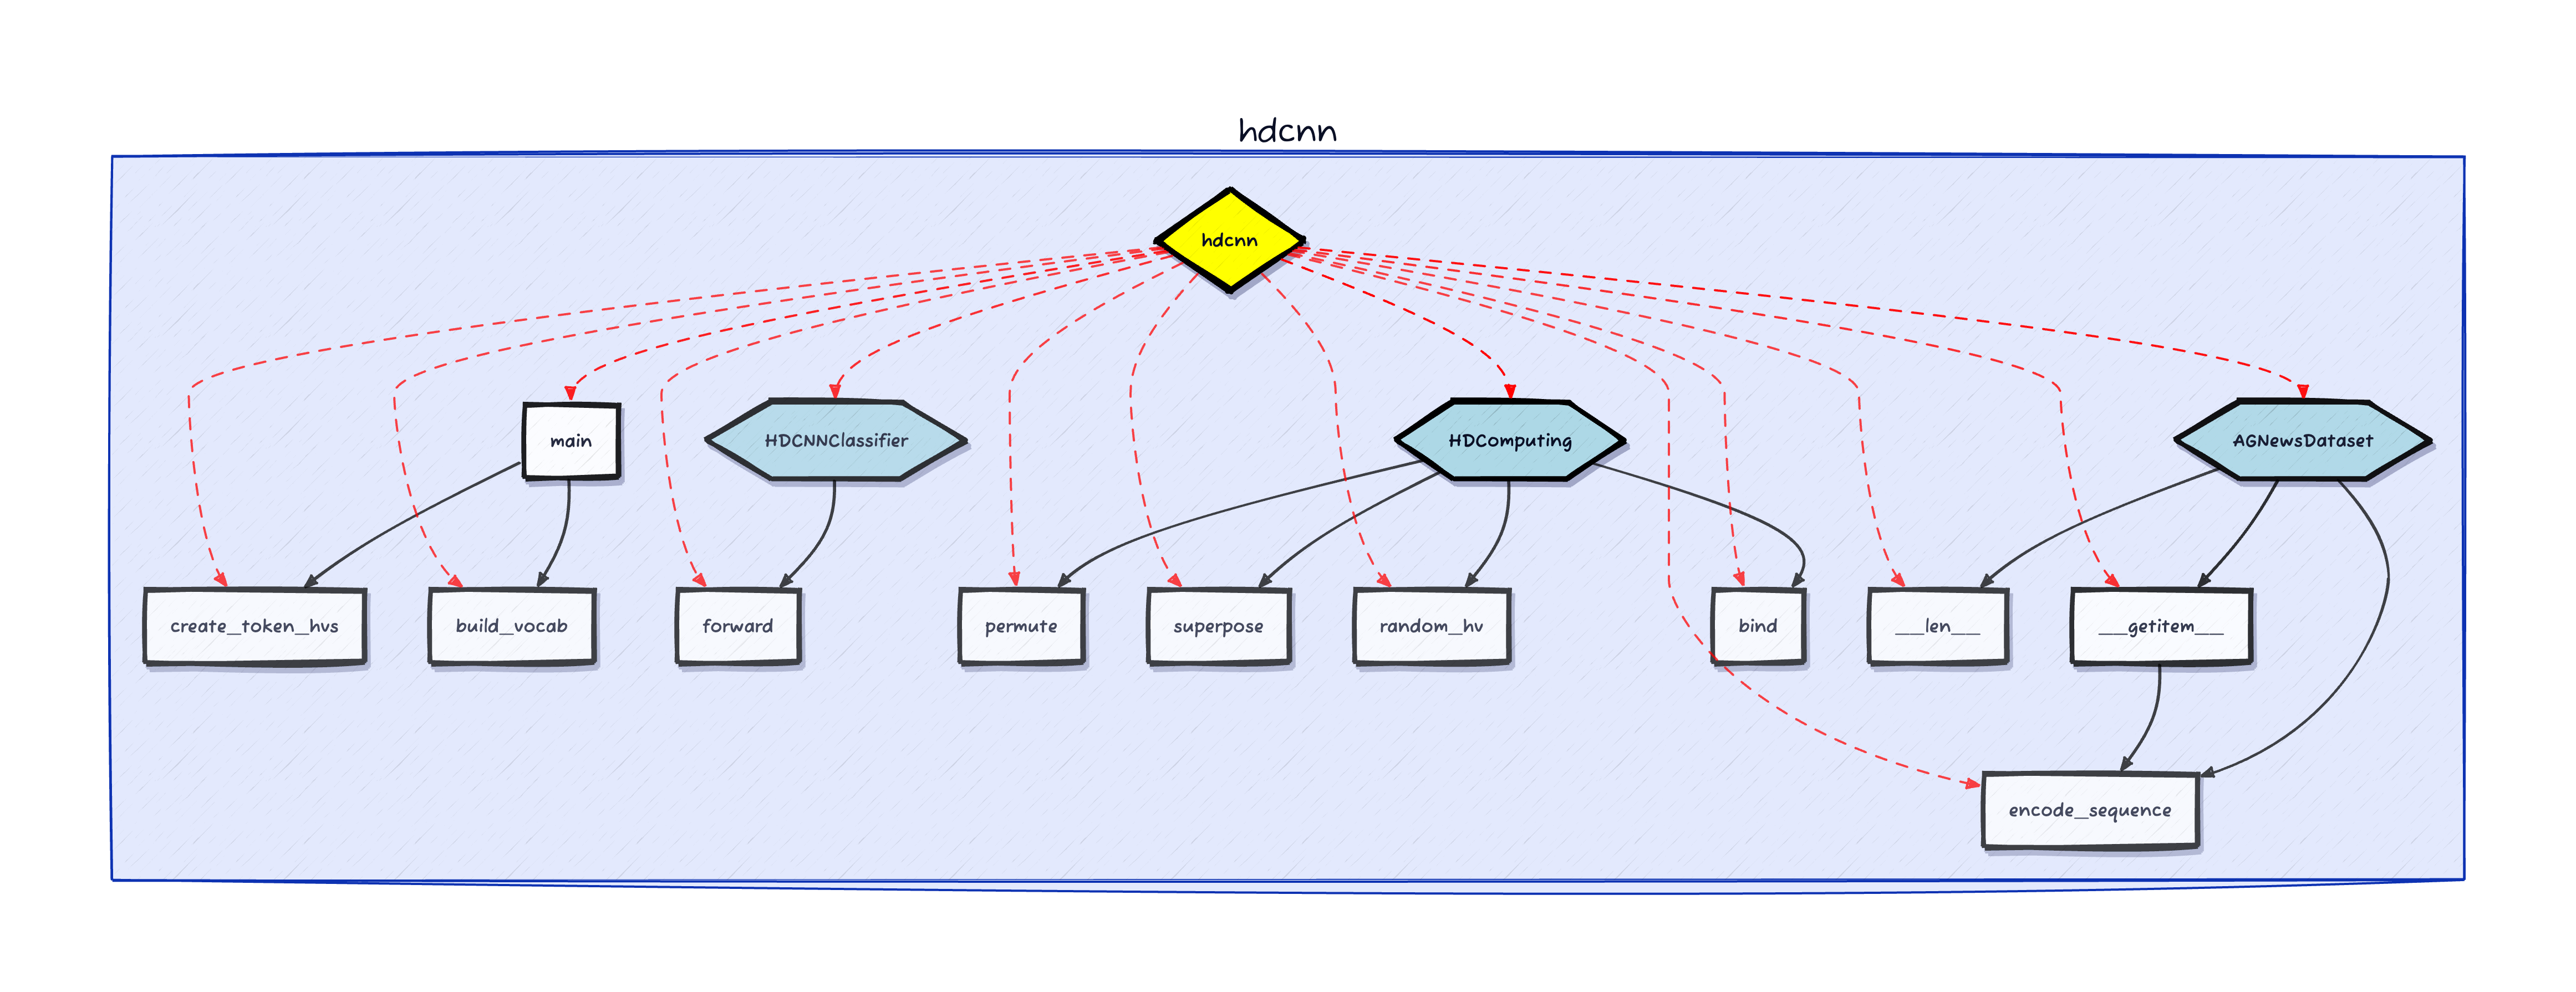 hdcnn
hdcnn
main
HDCNNClassifier
HDComputing
AGNewsDataset
create_token_hvs
build_vocab
forward
permute
superpose
random_hv
bind
__len__
__getitem__
encode_sequence